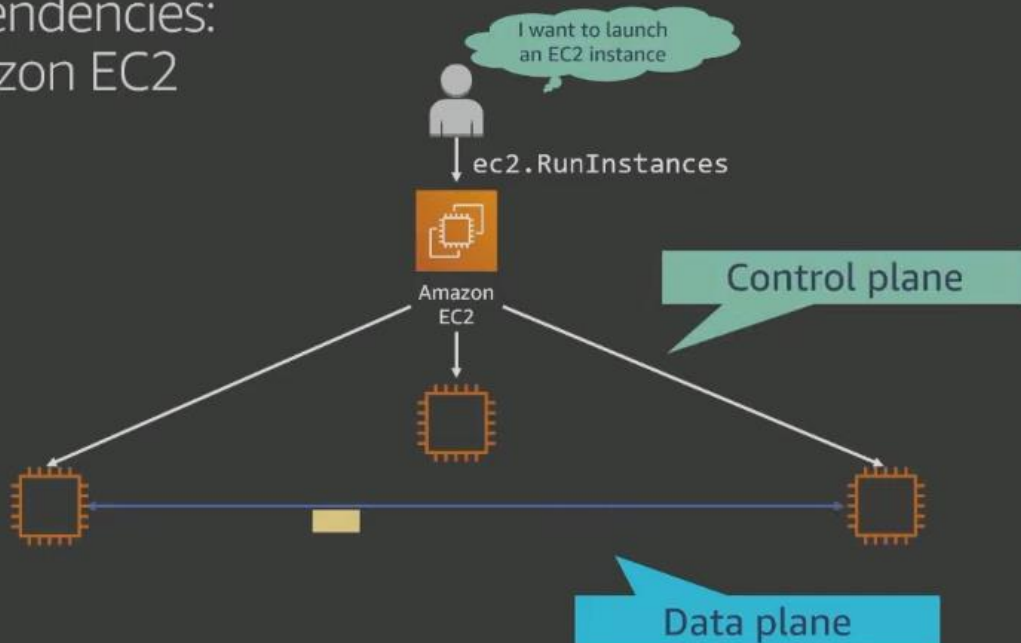 endencies:
zon EC2
I want to launch
an EC2 instance
ec2.RunInstances
Amazon
EC2
Control plane
Data plane